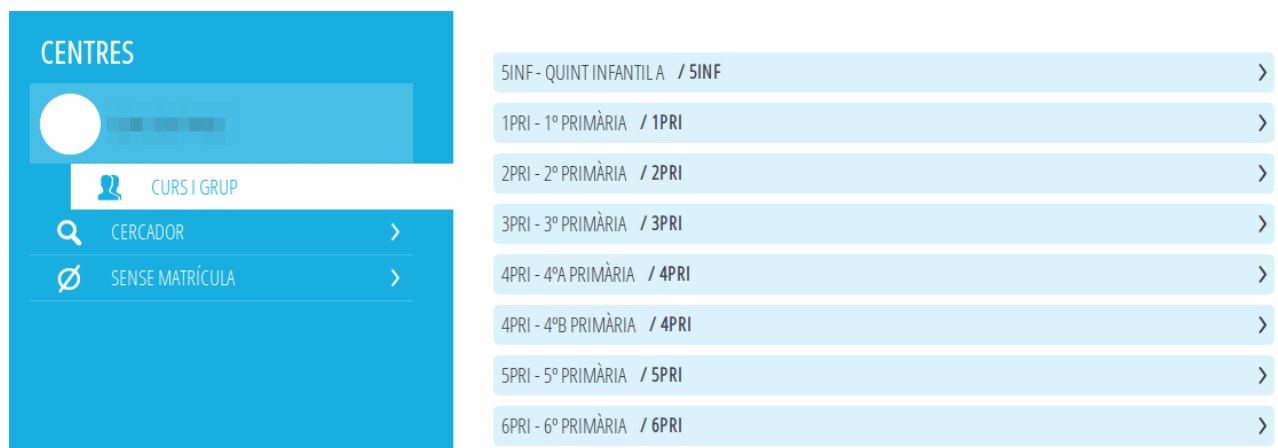 CENTRES
CURS I GRUP
CERCADOR
SENSE MATRÍCULA
5INF - QUINT INFANTIL A / 5INF
1PRI - 1º PRIMÀRIA / 1PRI
2PRI - 2º PRIMÀRIA / 2PRI
3PRI - 3º PRIMÀRIA / 3PRI
4PRI - 4ºA PRIMÀRIA / 4PRI
4PRI - 4ºB PRIMÀRIA / 4PRI
5PRI - 5º PRIMÀRIA / 5PRI
6PRI - 6º PRIMÀRIA / 6PRI